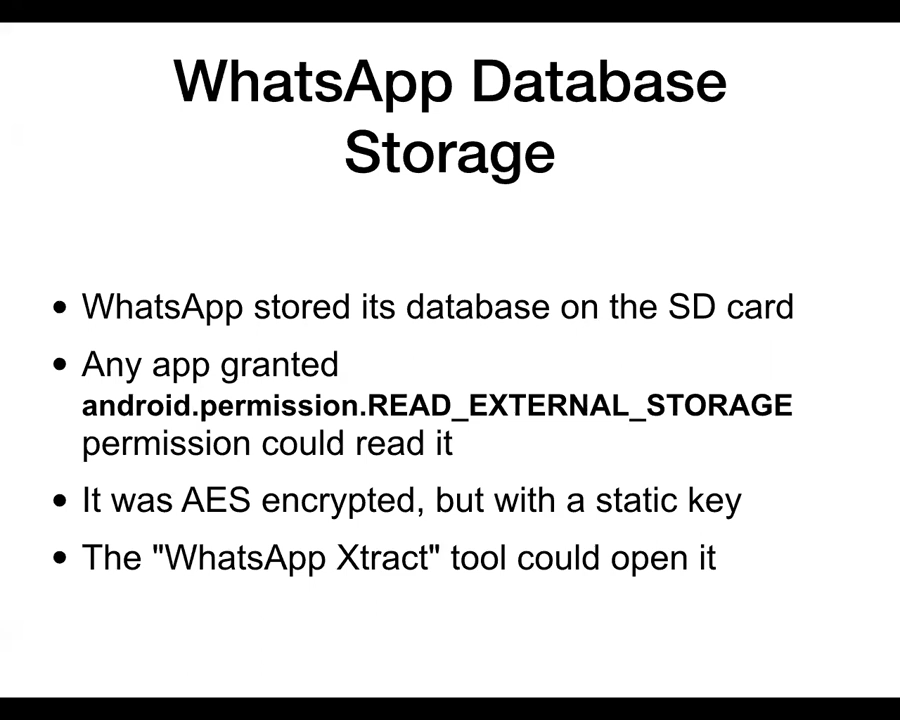 WhatsApp Database
Storage
• WhatsApp stored its database on the SD card
• Any app granted
android.permission.READ_EXTERNAL_STORAGE
permission could read it
• It was AES encrypted, but with a static key
• The "WhatsApp Xtract" tool could open it